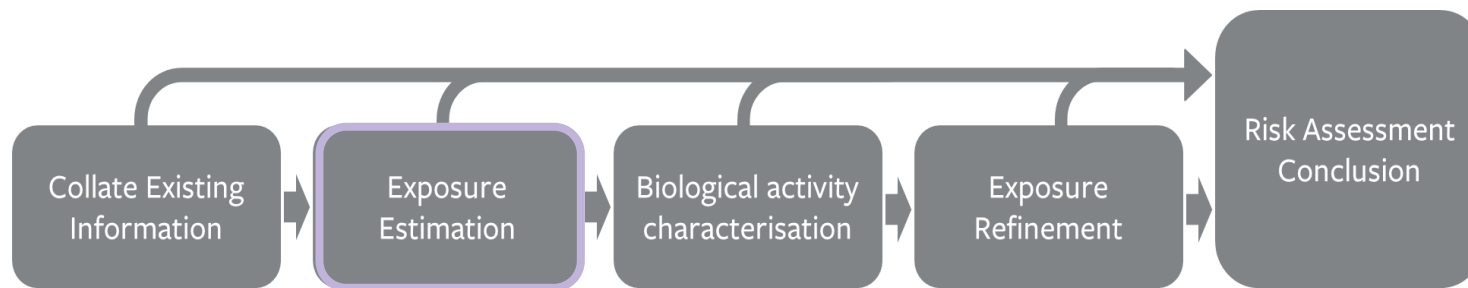 Collate Existing
Information
Exposure
Estimation
Biological activity
characterisation
Exposure
Refinement
Risk Assessment
Conclusion